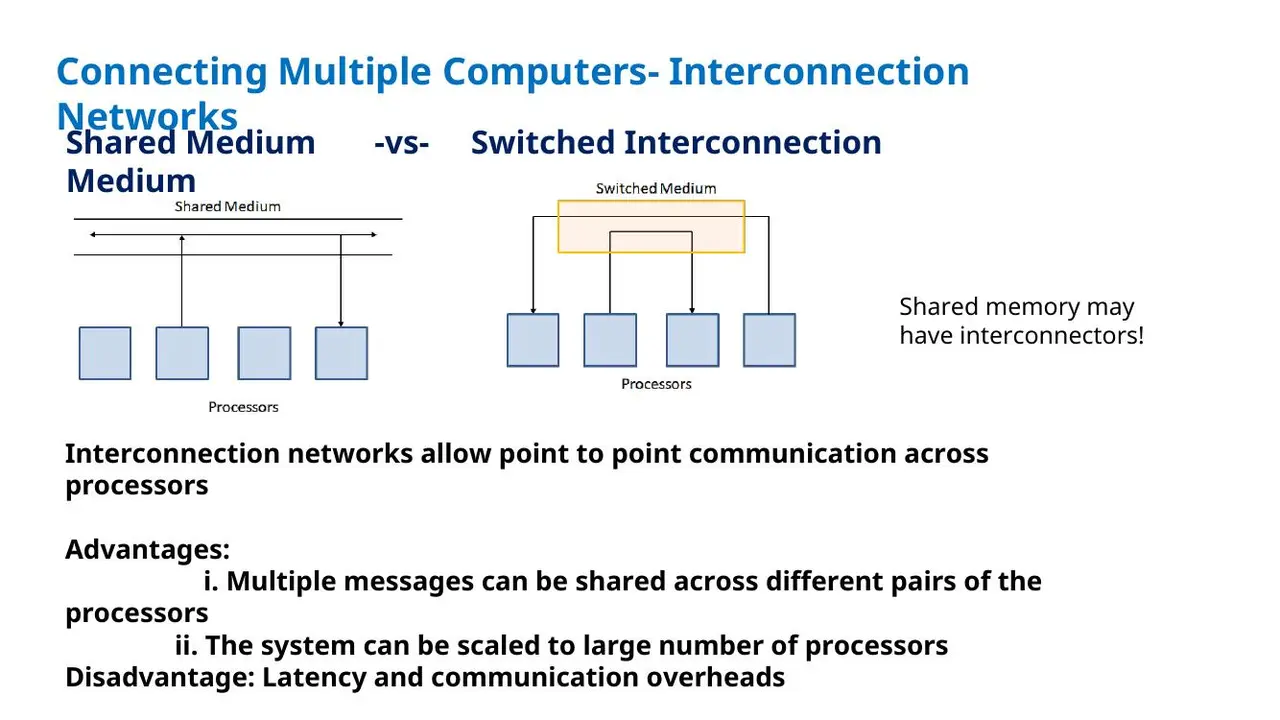 Connecting Multiple Computers- Interconnection
Networks
Shared Medium -vs- Switched Interconnection
Medium
Shared Medium
Processors
Switched Medium
Processors
Shared memory may
have interconnectors!
Interconnection networks allow point to point communication across
processors
Advantages:
i. Multiple messages can be shared across different pairs of the
processors
ii. The system can be scaled to large number of processors
Disadvantage: Latency and communication overheads